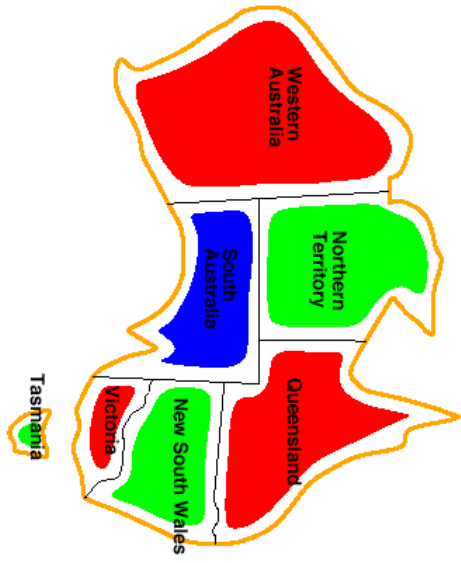 Western
Australia
Northern
Territory
South
Australia
Queensland
New South Wales
Victoria
Tasmania